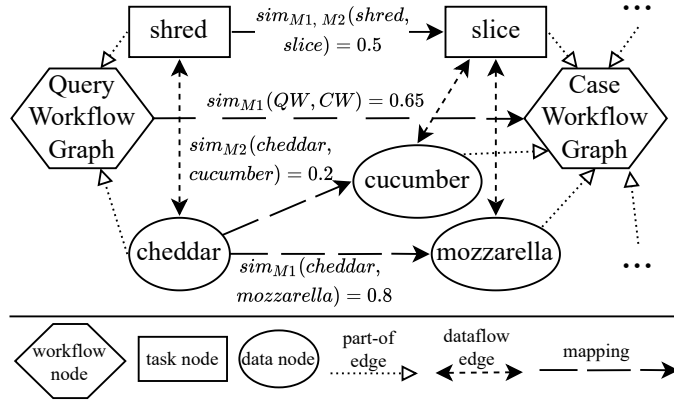 shred
sim_{M1, M2}(shred,
slice) = 0.5
slice
...
Query
Workflow
Graph
sim_{M1}(QW, CW) = 0.65
Case
Workflow
Graph
sim_{M2}(cheddar,
cucumber) = 0.2
cucumber
cheddar
sim_{M1}(cheddar,
mozzarella) = 0.8
mozzarella
...
workflow
node
task node
data node
part-of
edge
dataflow
edge
mapping